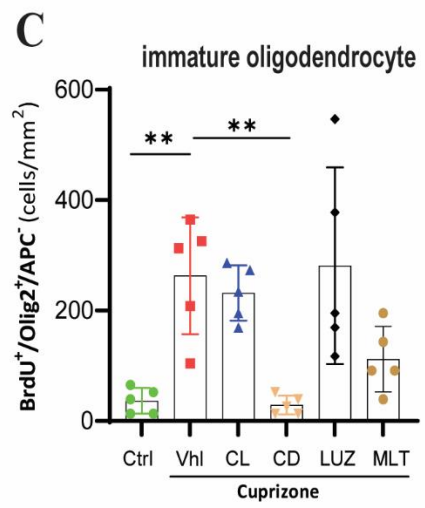 C
immature oligodendrocyte
BrdU⁺/Olig2⁺/APC⁻ (cells/mm²)
600
400
200
0
** **
Ctrl Vhl CL CD LUZ MLT
Cuprizone